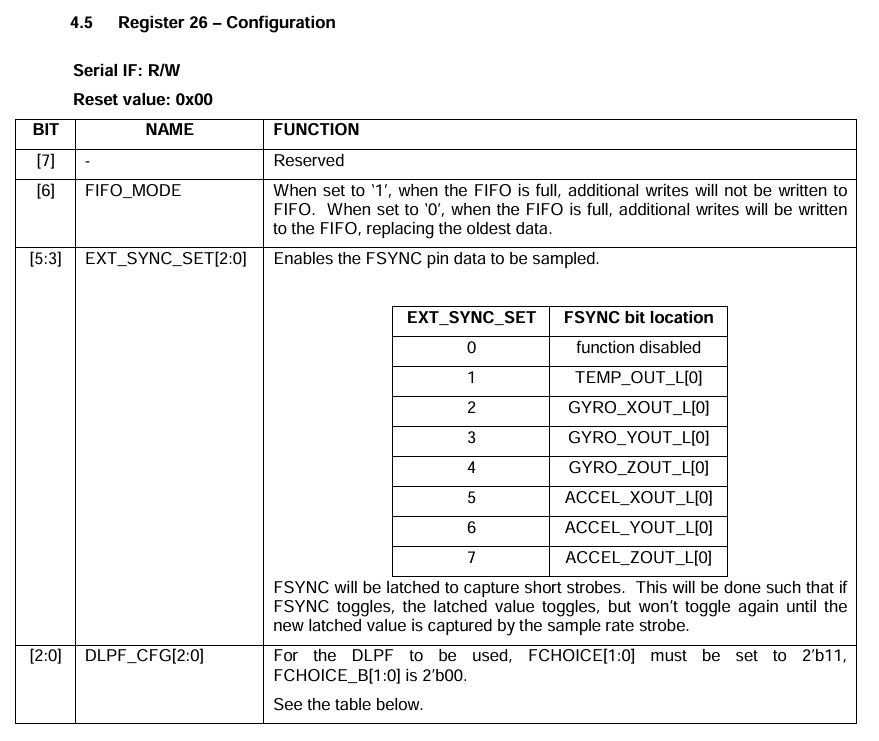 4.5 Register 26 – Configuration
Serial IF: R/W
Reset value: 0x00
BIT NAME FUNCTION
[7] - Reserved
[6] FIFO_MODE When set to ‘1’, when the FIFO is full, additional writes will not be written to
FIFO. When set to ‘0’, when the FIFO is full, additional writes will be written
to the FIFO, replacing the oldest data.
[5:3] EXT_SYNC_SET[2:0] Enables the FSYNC pin data to be sampled.
EXT_SYNC_SET FSYNC bit location
0 function disabled
1 TEMP_OUT_L[0]
2 GYRO_XOUT_L[0]
3 GYRO_YOUT_L[0]
4 GYRO_ZOUT_L[0]
5 ACCEL_XOUT_L[0]
6 ACCEL_YOUT_L[0]
7 ACCEL_ZOUT_L[0]
FSYNC will be latched to capture short strobes. This will be done such that if
FSYNC toggles, the latched value toggles, but won’t toggle again until the
new latched value is captured by the sample rate strobe.
[2:0] DLPF_CFG[2:0] For the DLPF to be used, FCHOICE[1:0] must be set to 2’b11,
FCHOICE_B[1:0] is 2’b00.
See the table below.